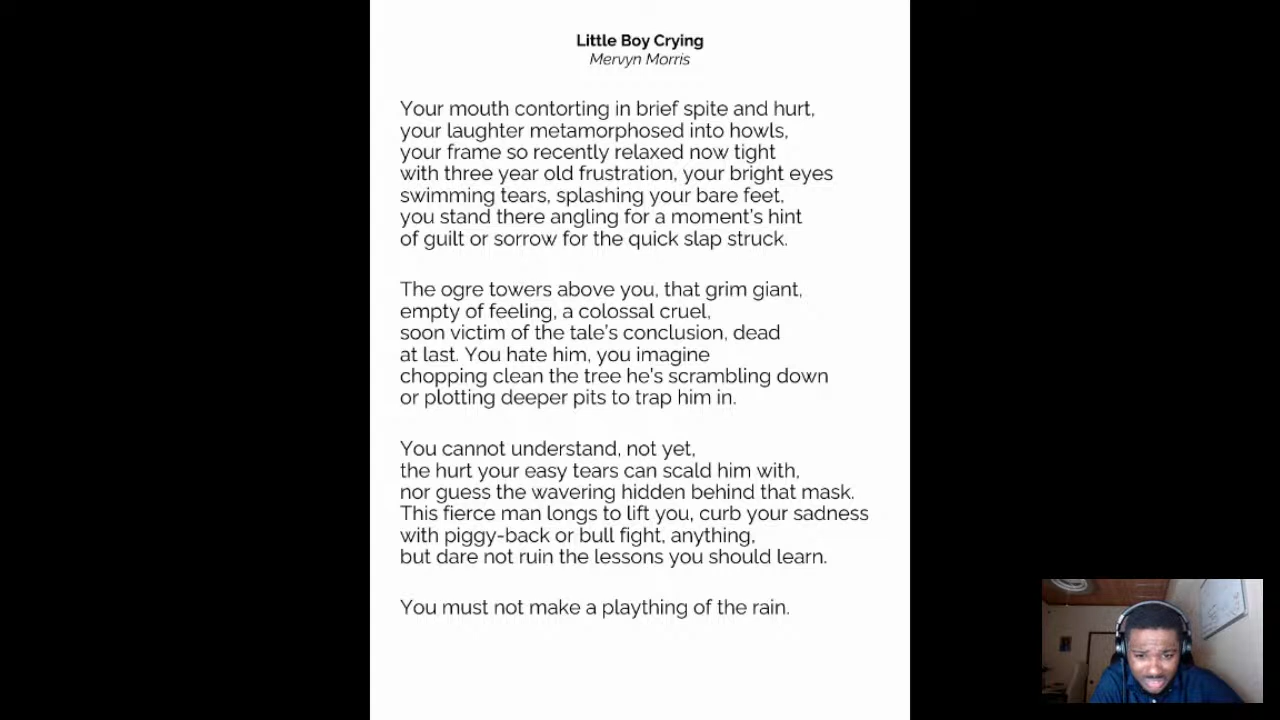 Little Boy Crying
Mervyn Morris
Your mouth contorting in brief spite and hurt,
your laughter metamorphosed into howls,
your frame so recently relaxed now tight
with three year old frustration, your bright eyes
swimming tears, splashing your bare feet,
you stand there angling for a moment's hint
of guilt or sorrow for the quick slap struck.
The ogre towers above you, that grim giant,
empty of feeling, a colossal cruel,
soon victim of the tale's conclusion, dead
at last. You hate him, you imagine
chopping clean the tree he's scrambling down
or plotting deeper pits to trap him in.
You cannot understand, not yet,
the hurt your easy tears can scald him with,
nor guess the wavering hidden behind that mask.
This fierce man longs to lift you, curb your sadness
with piggy-back or bull fight, anything,
but dare not ruin the lessons you should learn.
You must not make a plaything of the rain.